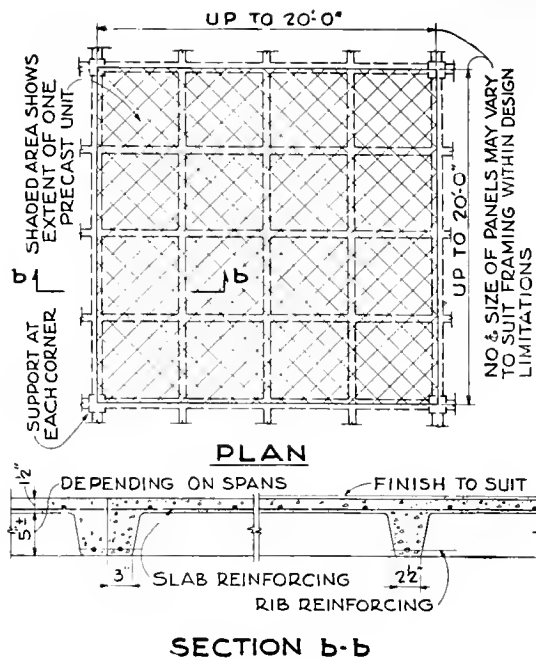 UP TO 20'-0"
SHADED AREA SHOWS
EXTENT OF ONE
PRECAST UNIT
UP TO 20'-0"
NO & SIZE OF PANELS MAY VARY
TO SUIT FRAMING WITHIN DESIGN
LIMITATIONS
b
b
SUPPORT AT
EACH CORNER
PLAN
1½"
DEPENDING ON SPANS
FINISH TO SUIT
5"±
3"
SLAB REINFORCING
2½"
RIB REINFORCING
SECTION b-b